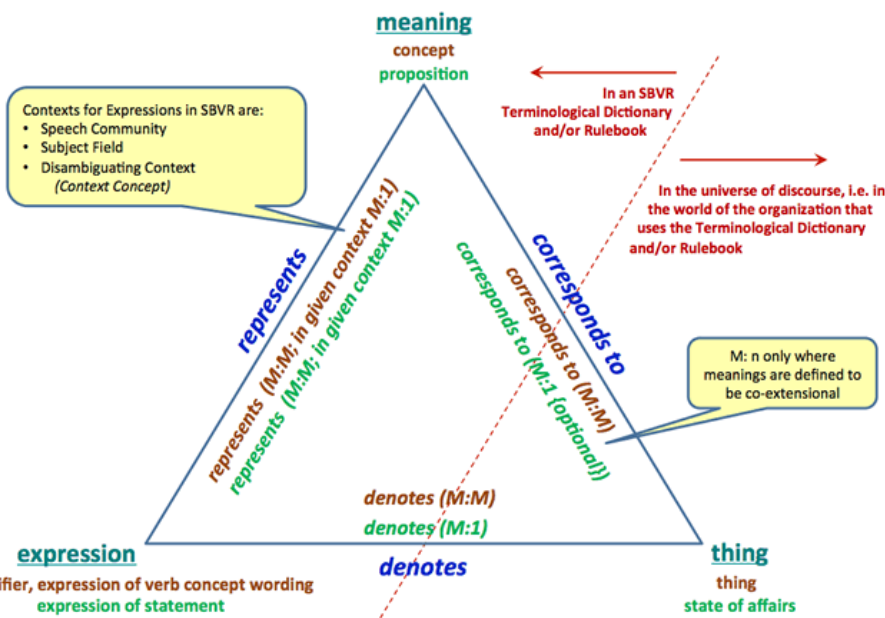 meaning
concept
proposition
Contexts for Expressions in SBVR are:
• Speech Community
• Subject Field
• Disambiguating Context
(Context Concept)
In an SBVR
Terminological Dictionary
and/or Rulebook
In the universe of discourse, i.e. in
the world of the organization that
uses the Terminological Dictionary
and/or Rulebook
represents
represents (M:M; in given context M:1)
represents (M:M; in given context M:1)
corresponds to
corresponds to (M:M)
corresponds to (M:1 {optional})
M: n only where
meanings are defined to
be co-extensional
denotes (M:M)
denotes (M:1)
denotes
expression
ifier, expression of verb concept wording
expression of statement
thing
thing
state of affairs